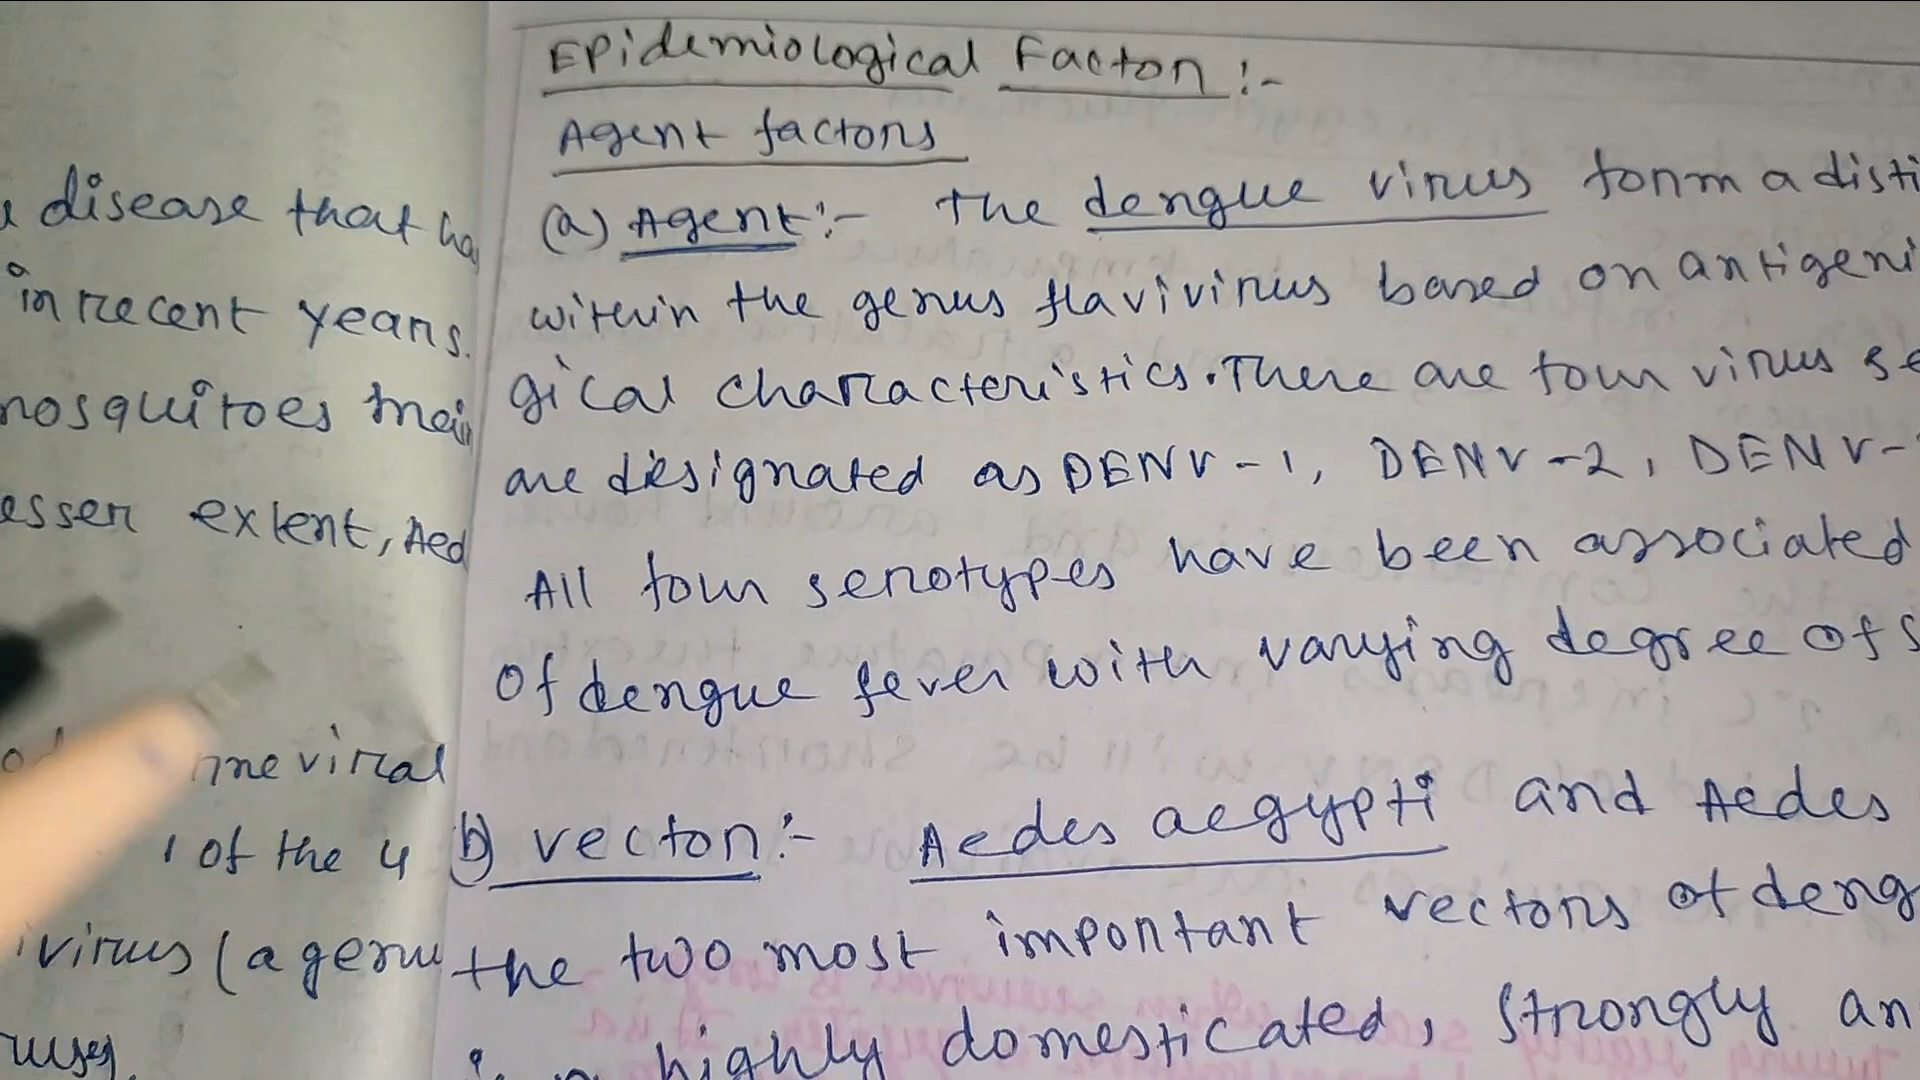 disease that ha
in recent years.
mosquitoes mai
esser extent, Aed
viral
1 of the 4
ivirus (a genu
ruses.
Epidemiological Factor :-
Agent factors
(a) Agent :- The dengue virus form a disti
within the genus flavivirus based on antigeni
gical characteristics. There are four virus se
are designated as DENV-1, DENV-2, DENV-
All four serotypes have been associated
of dengue fever with varying degree of s
b) vector :- Aedes aegypti and Aedes
the two most important vectors of deng
highly domesticated, strongly an